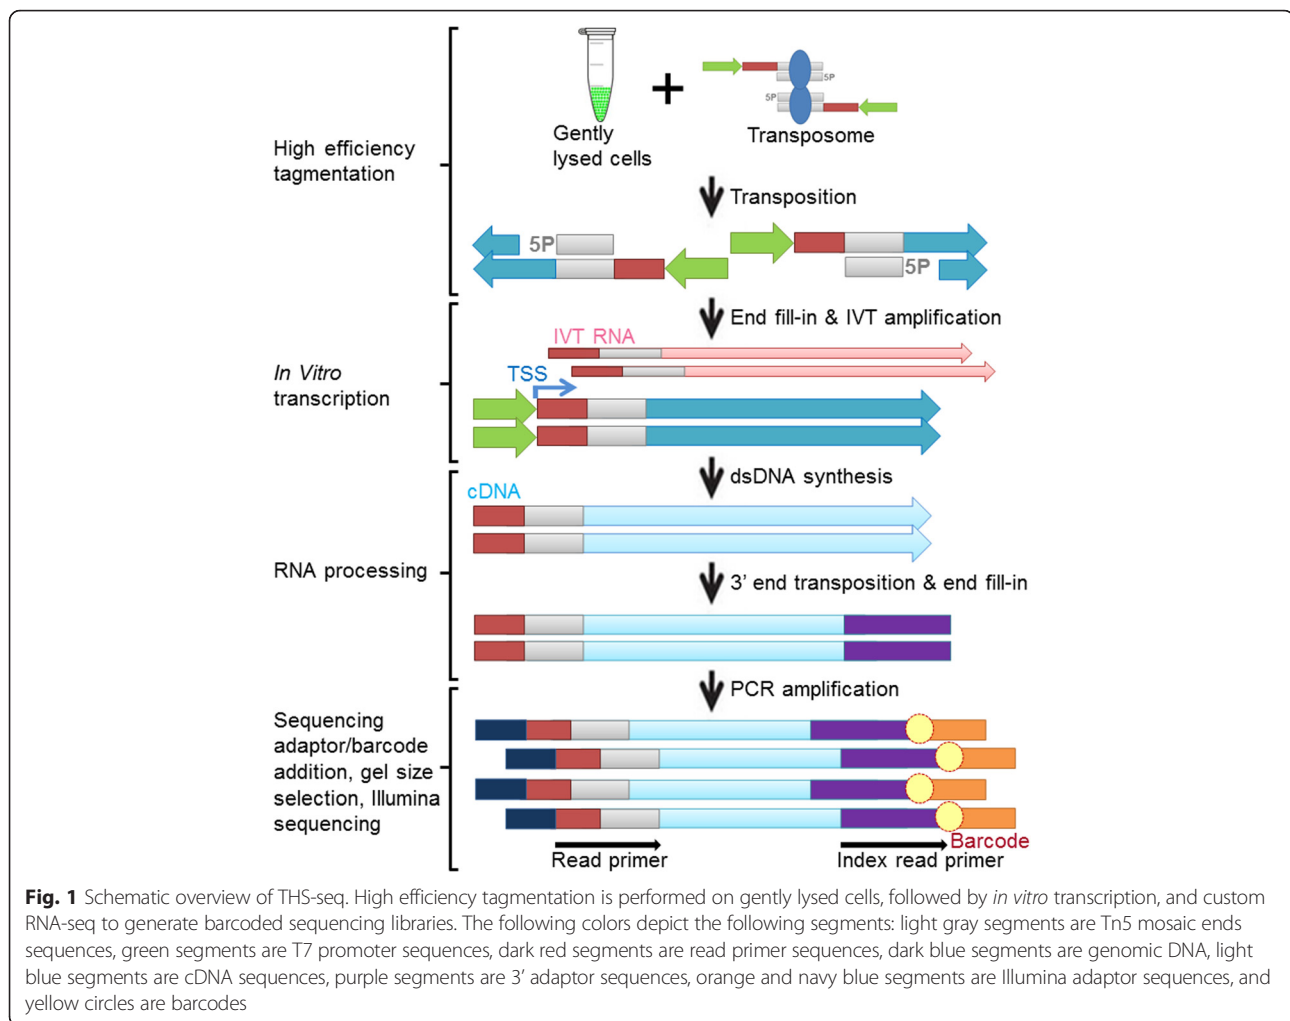 High efficiency
tagmentation
Gently
lysed cells
+
5P
5P
Transposome
Transposition
5P
5P
End fill-in & IVT amplification
In Vitro
transcription
IVT RNA
TSS
dsDNA synthesis
RNA processing
cDNA
3’ end transposition & end fill-in
PCR amplification
Sequencing
adaptor/barcode
addition, gel size
selection, Illumina
sequencing
Barcode
Read primer
Index read primer
Fig. 1 Schematic overview of THS-seq. High efficiency tagmentation is performed on gently lysed cells, followed by in vitro transcription, and custom
RNA-seq to generate barcoded sequencing libraries. The following colors depict the following segments: light gray segments are Tn5 mosaic ends
sequences, green segments are T7 promoter sequences, dark red segments are read primer sequences, dark blue segments are genomic DNA, light
blue segments are cDNA sequences, purple segments are 3’ adaptor sequences, orange and navy blue segments are Illumina adaptor sequences, and
yellow circles are barcodes